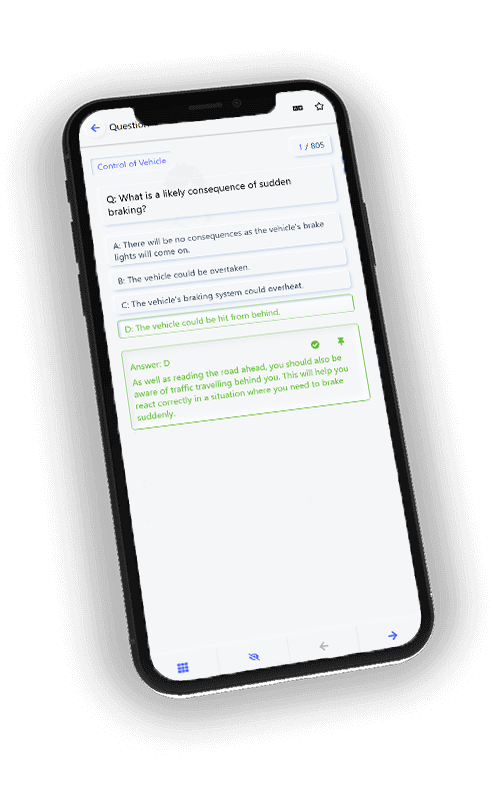 Question
Control of Vehicle
1 / 805
Q: What is a likely consequence of sudden
braking?
A: There will be no consequences as the vehicle's brake
lights will come on.
B: The vehicle could be overtaken.
C: The vehicle's braking system could overheat.
D: The vehicle could be hit from behind.
Answer: D
As well as reading the road ahead, you should also be
aware of traffic travelling behind you. This will help you
react correctly in a situation where you need to brake
suddenly.